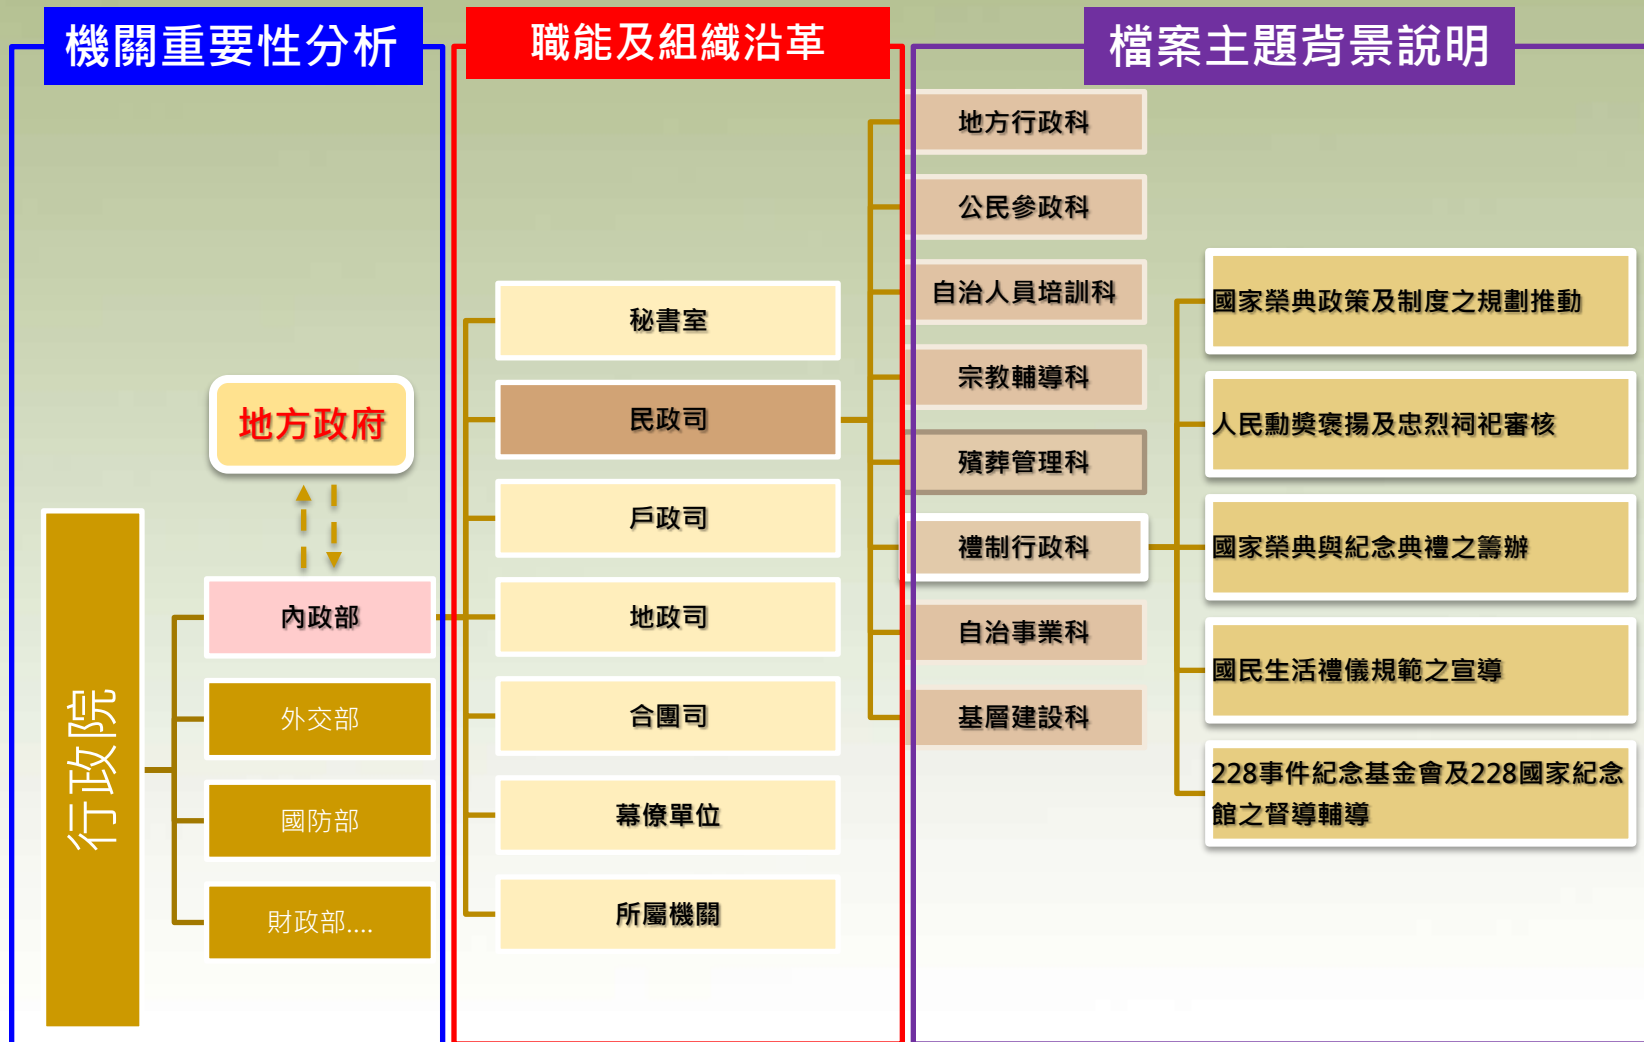 機關重要性分析
職能及組織沿革
檔案主題背景說明
行政院
地方政府
內政部
外交部
國防部
財政部....
秘書室
民政司
戶政司
地政司
合團司
幕僚單位
所屬機關
地方行政科
公民參政科
自治人員培訓科
宗教輔導科
殯葬管理科
禮制行政科
自治事業科
基層建設科
國家榮典政策及制度之規劃推動
人民勳獎褒揚及忠烈祠祀審核
國家榮典與紀念典禮之籌辦
國民生活禮儀規範之宣導
228事件紀念基金會及228國家紀念
館之督導輔導